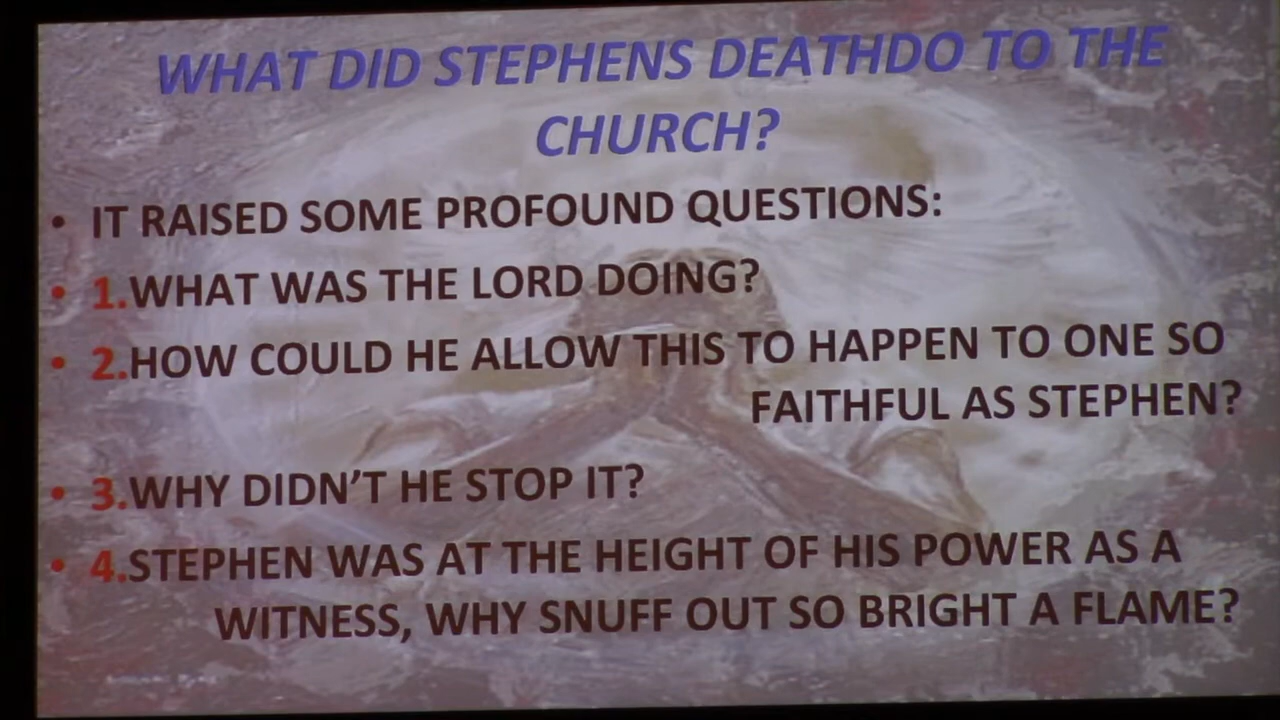 WHAT DID STEPHENS DEATHDO TO THE
CHURCH?
• IT RAISED SOME PROFOUND QUESTIONS:
• 1.WHAT WAS THE LORD DOING?
• 2.HOW COULD HE ALLOW THIS TO HAPPEN TO ONE SO
FAITHFUL AS STEPHEN?
• 3.WHY DIDN'T HE STOP IT?
• 4.STEPHEN WAS AT THE HEIGHT OF HIS POWER AS A
WITNESS, WHY SNUFF OUT SO BRIGHT A FLAME?